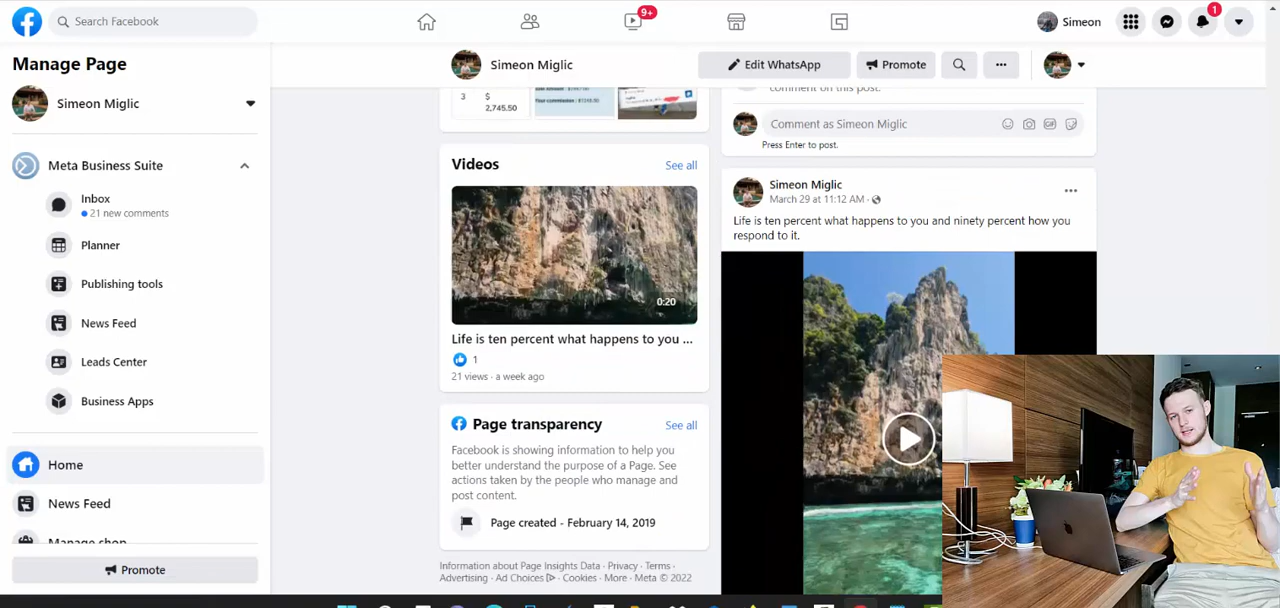 Search Facebook
9+
Simeon
1
Manage Page
Simeon Miglic
Simeon Miglic
Edit WhatsApp
Promote
Meta Business Suite
Inbox
21 new comments
Planner
Publishing tools
News Feed
Leads Center
Business Apps
Home
News Feed
Manage shop
Promote
3
$
2,745.50
Videos
See all
0:20
Life is ten percent what happens to you ...
1
21 views · a week ago
Page transparency
See all
Facebook is showing information to help you
better understand the purpose of a Page. See
actions taken by the people who manage and
post content.
Page created - February 14, 2019
Information about Page Insights Data · Privacy · Terms ·
Advertising · Ad Choices · Cookies · More · Meta © 2022
comment on this post.
Comment as Simeon Miglic
GIF
Press Enter to post.
Simeon Miglic
March 29 at 11:12 AM ·
Life is ten percent what happens to you and ninety percent how you
respond to it.